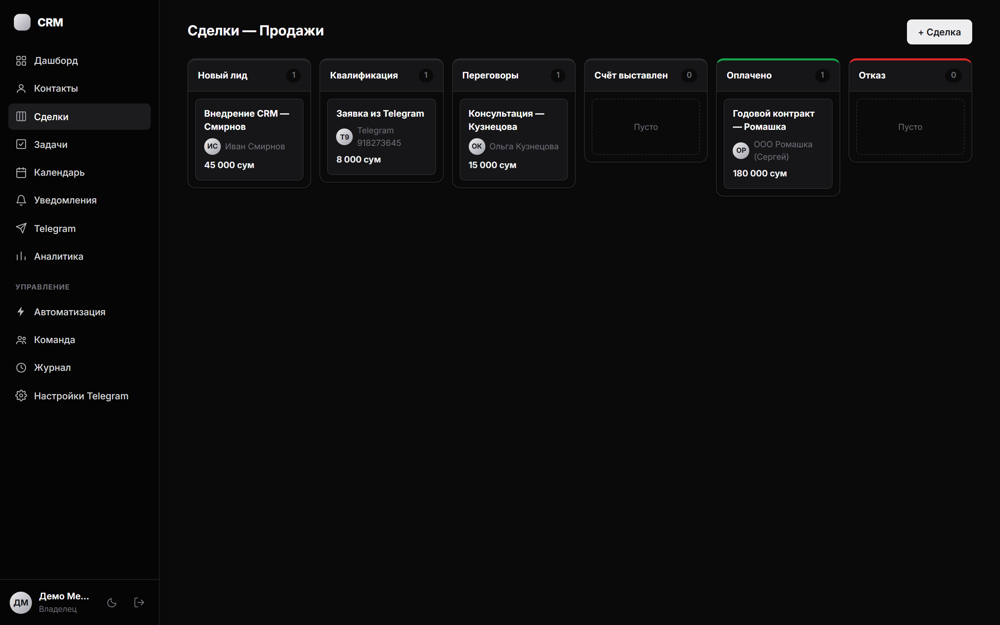 CRM
Дашборд
Контакты
Сделки
Задачи
Календарь
Уведомления
Telegram
Аналитика
УПРАВЛЕНИЕ
Автоматизация
Команда
Журнал
Настройки Telegram
ДМ
Демо Ме...
Владелец
Сделки — Продажи
+ Сделка
Новый лид 1
Внедрение CRM —
Смирнов
ИС Иван Смирнов
45 000 сум
Квалификация 1
Заявка из Telegram
T9 Telegram
918273645
8 000 сум
Переговоры 1
Консультация —
Кузнецова
ОК Ольга Кузнецова
15 000 сум
Счёт выставлен 0
Пусто
Оплачено 1
Годовой контракт
— Ромашка
ОР ООО Ромашка
(Сергей)
180 000 сум
Отказ 0
Пусто